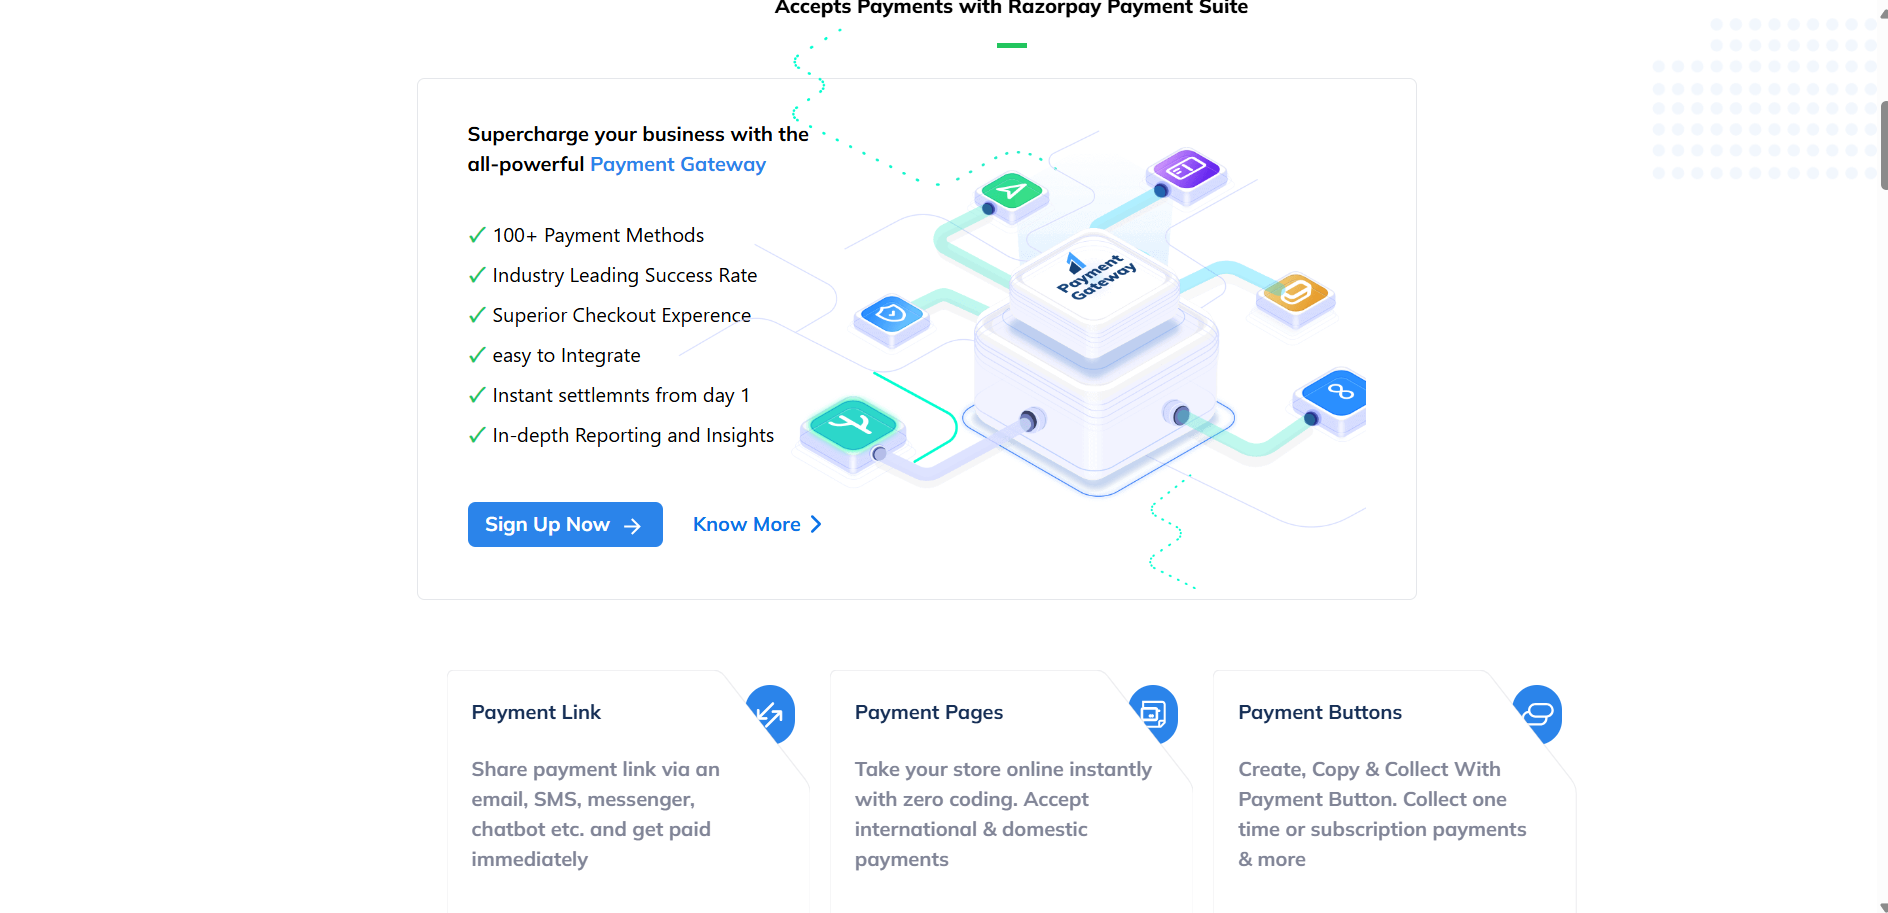 Accepts Payments with Razorpay Payment Suite
Supercharge your business with the
all-powerful Payment Gateway
100+ Payment Methods
Industry Leading Success Rate
Superior Checkout Experence
easy to Integrate
Instant settlemnts from day 1
In-depth Reporting and Insights
Payment
Gateway
Sign Up Now
Know More
Payment Link
Share payment link via an
email, SMS, messenger,
chatbot etc. and get paid
immediately
Payment Pages
Take your store online instantly
with zero coding. Accept
international & domestic
payments
Payment Buttons
Create, Copy & Collect With
Payment Button. Collect one
time or subscription payments
& more